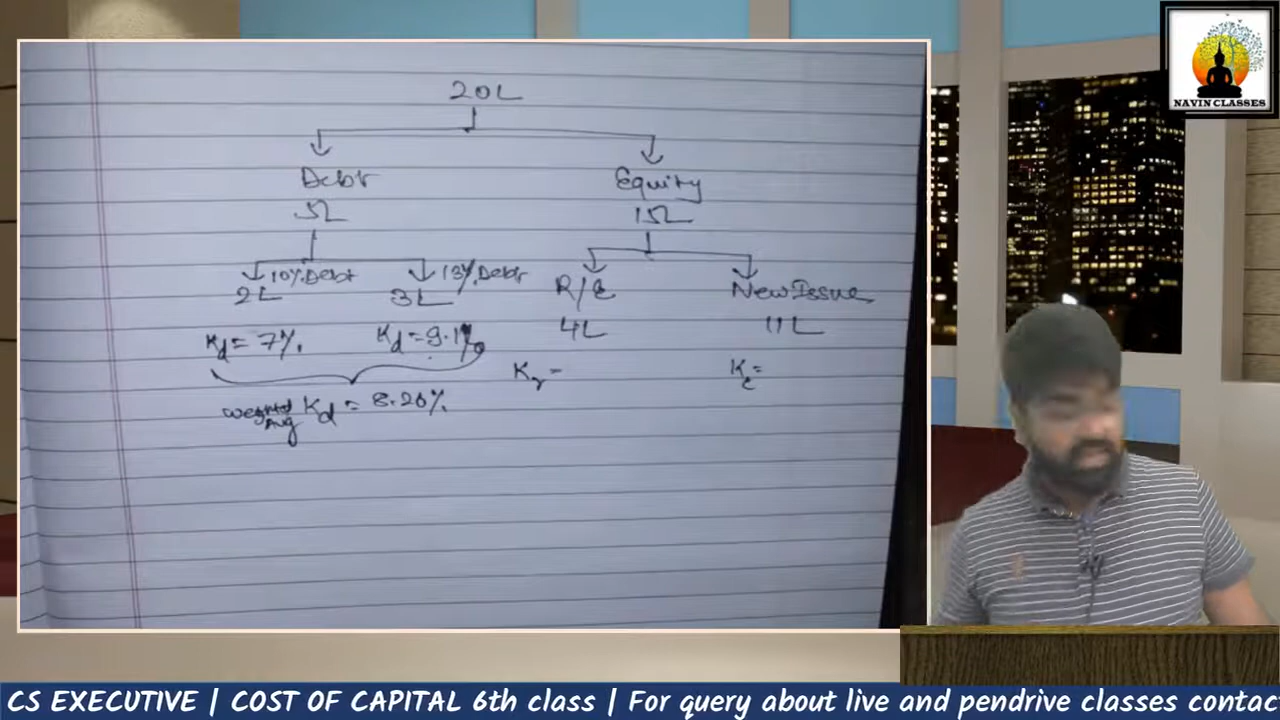 20L
Debt Equity
5L 15L
10% Debt 13% Debt R/E New Issue
2L 3L 4L 11L
Kd = 7%. Kd = 9.1% Kr = Ke =
weighted Avg Kd = 8.26%.
NAVIN CLASSES
CS EXECUTIVE | COST OF CAPITAL 6th class | For query about live and pendrive classes contac